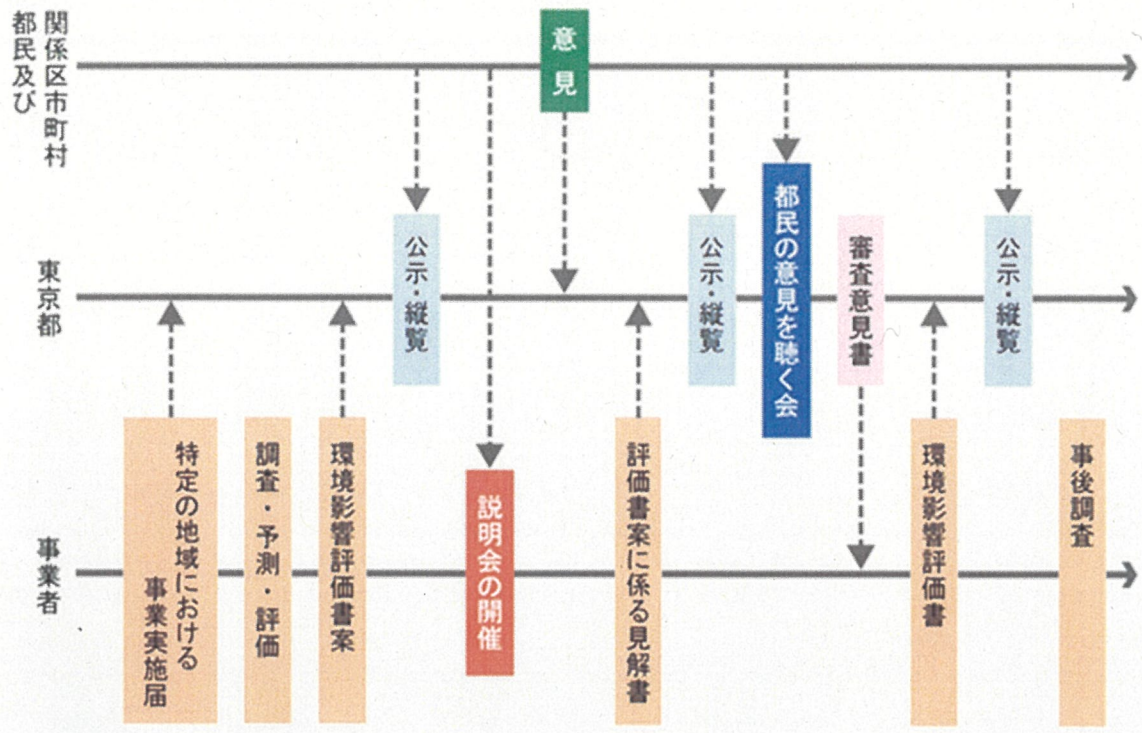 都民及び
関係区市町村
意見
公示・縦覧
公示・縦覧
都民の意見を聴く会
審査意見書
公示・縦覧
東京都
特定の地域における
事業実施届
調査・予測・評価
環境影響評価書案
説明会の開催
評価書案に係る見解書
環境影響評価書
事後調査
事業者